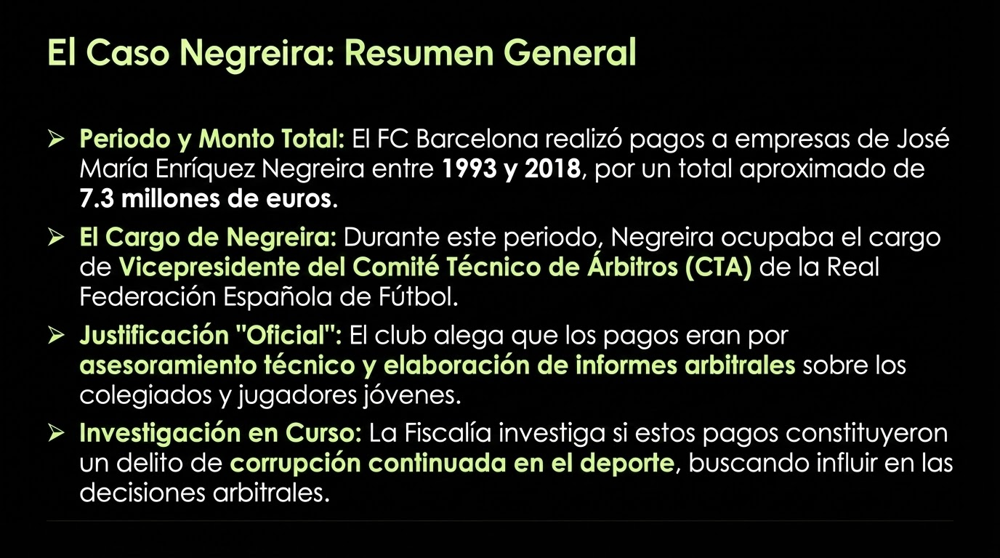 El Caso Negreira: Resumen General
➢ Periodo y Monto Total: El FC Barcelona realizó pagos a empresas de José
María Enríquez Negreira entre 1993 y 2018, por un total aproximado de
7.3 millones de euros.
➢ El Cargo de Negreira: Durante este periodo, Negreira ocupaba el cargo
de Vicepresidente del Comité Técnico de Árbitros (CTA) de la Real
Federación Española de Fútbol.
➢ Justificación "Oficial": El club alega que los pagos eran por
asesoramiento técnico y elaboración de informes arbitrales sobre los
colegiados y jugadores jóvenes.
➢ Investigación en Curso: La Fiscalía investiga si estos pagos constituyeron
un delito de corrupción continuada en el deporte, buscando influir en las
decisiones arbitrales.